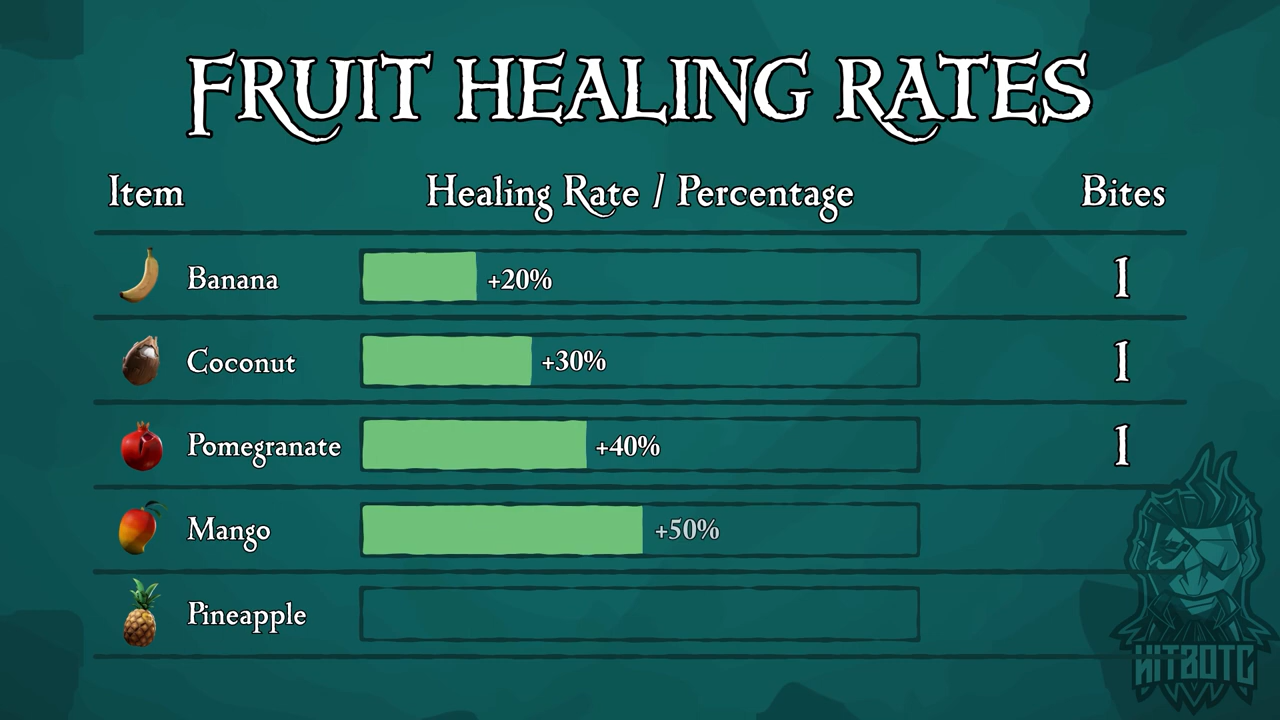 FRUIT HEALING RATES
Item Healing Rate / Percentage Bites
Banana +20% 1
Coconut +30% 1
Pomegranate +40% 1
Mango +50%
Pineapple
HITBOTC